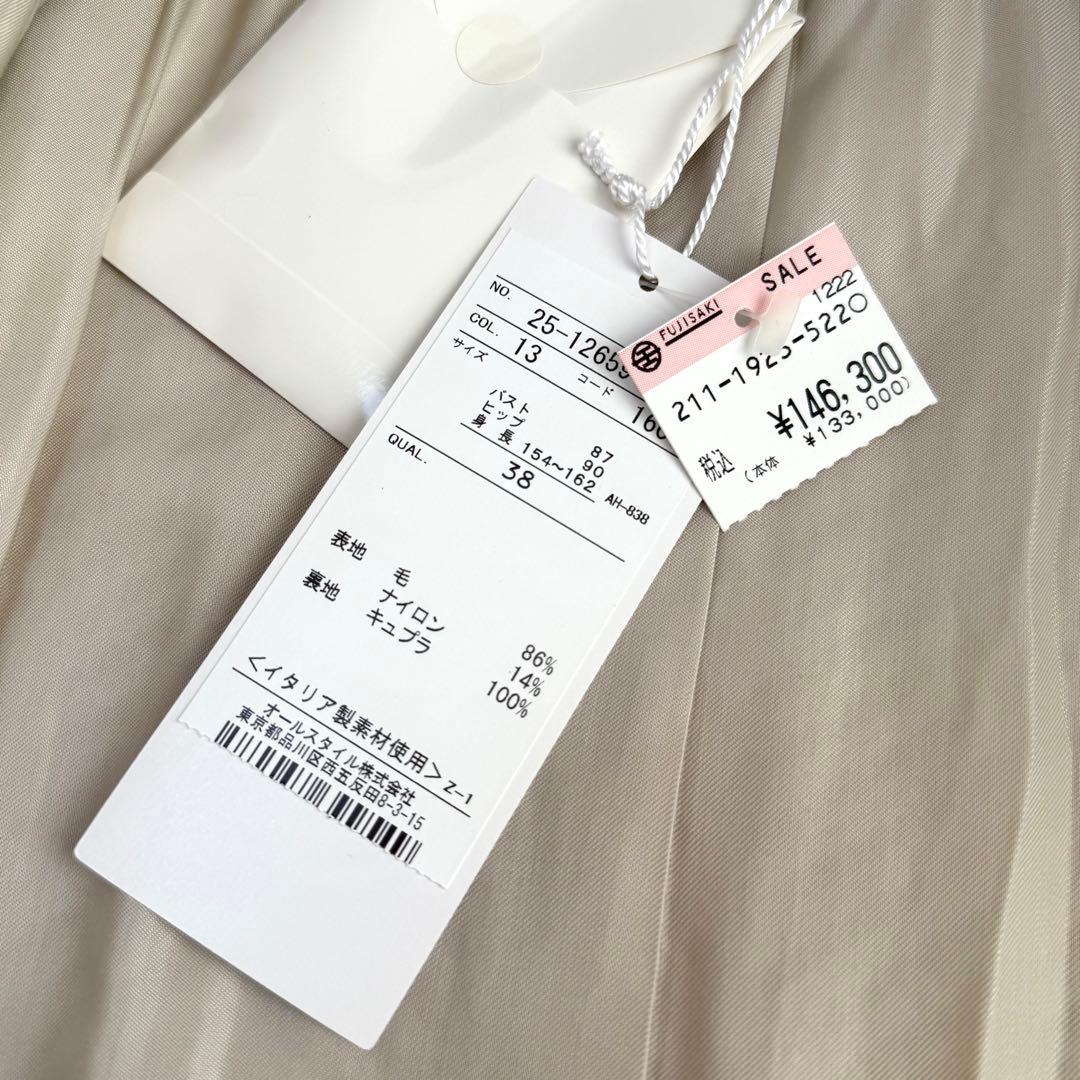 NO. 25-12659
COL. 13 コード 160
サイズ
バスト 87
ヒップ 90
身長 154~162
38 AH-838
QUAL.
表地 毛 86%
ナイロン 14%
裏地 キュプラ 100%
<イタリア製素材使用> Z-1
オールスタイル株式会社
東京都品川区西五反田8-3-15
FUJISAKI SALE
1222
211-1923-5220
¥146,300
税込 (本体 ¥133,000)